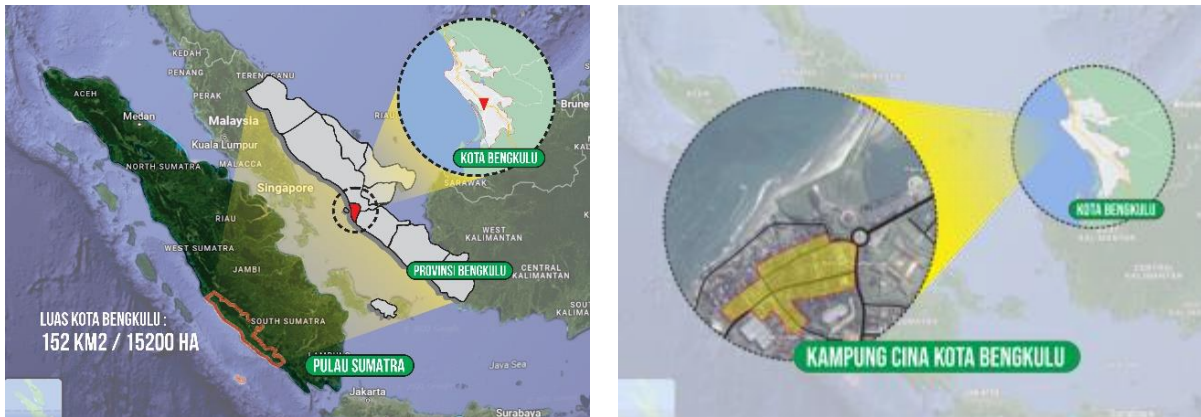 KEDAH
PENANG
TERENGGANU
ACEH
PERAK
Medan
Malaysia
RIAU
Kuala Lumpur
MALACCA
KOTA BENGKULU
NORTH SUMATRA
Singapore
SARAWAK
RIAU
WEST SUMATRA
WEST
KALIMANTAN
JAMBI
PROVINSI BENGKULU
CENTRAL
KALIMANTAN
LUAS KOTA BENGKULU :
152 KM2 / 15200 HA
SOUTH SUMATRA
PULAU SUMATRA
Java Sea
Jakarta
Surabaya
KOTA BENGKULU
KAMPUNG CINA KOTA BENGKULU